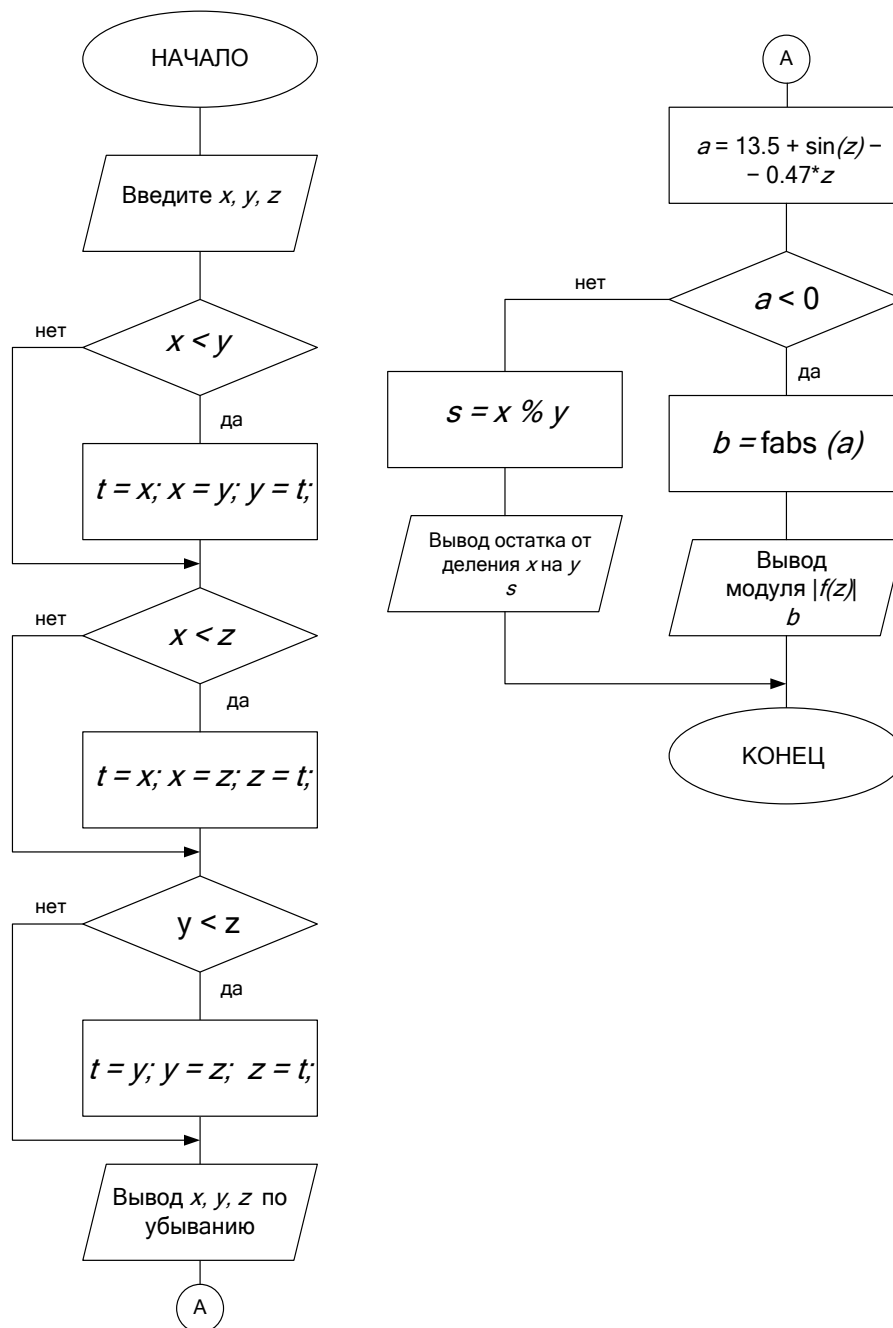 НАЧАЛО
Введите x, y, z
нет
x < y
да
t = x; x = y; y = t;
нет
x < z
да
t = x; x = z; z = t;
нет
y < z
да
t = y; y = z; z = t;
Вывод x, y, z по
убыванию
A
A
a = 13.5 + sin(z) –
– 0.47*z
нет
a < 0
да
s = x % y
b = fabs (a)
Вывод остатка от
деления x на y
s
Вывод
модуля |f(z)|
b
КОНЕЦ